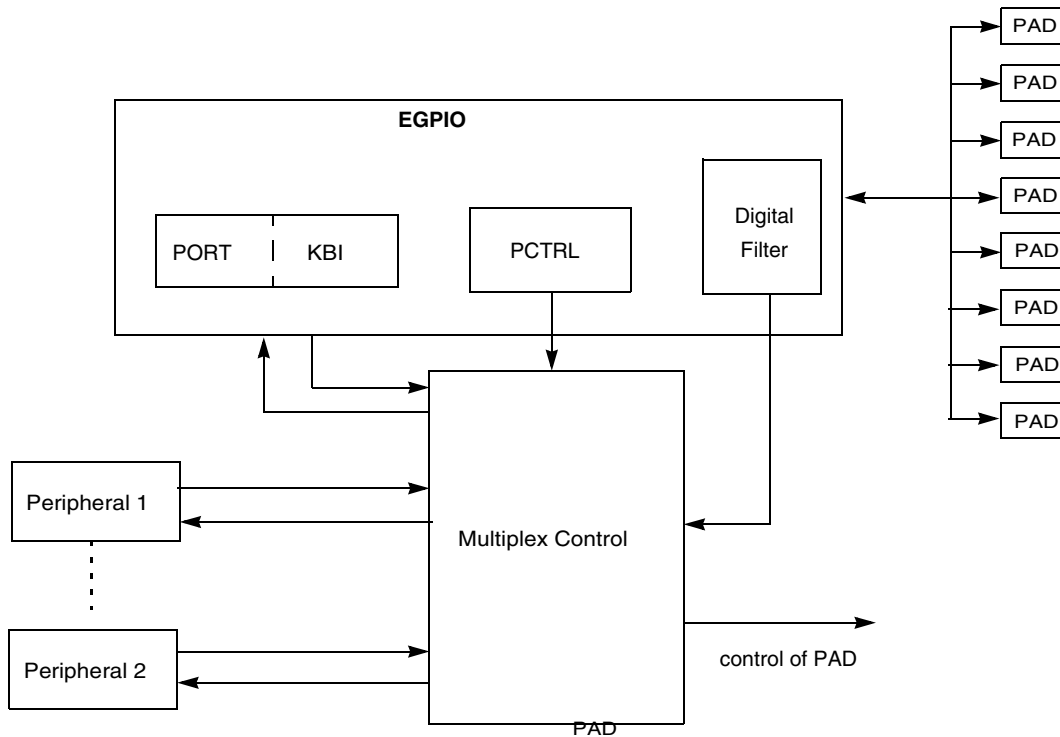 PAD
PAD
EGPIO
PAD
PAD
Digital
Filter
PORT
KBI
PCTRL
PAD
PAD
PAD
PAD
Peripheral 1
Multiplex Control
Peripheral 2
control of PAD
PAD